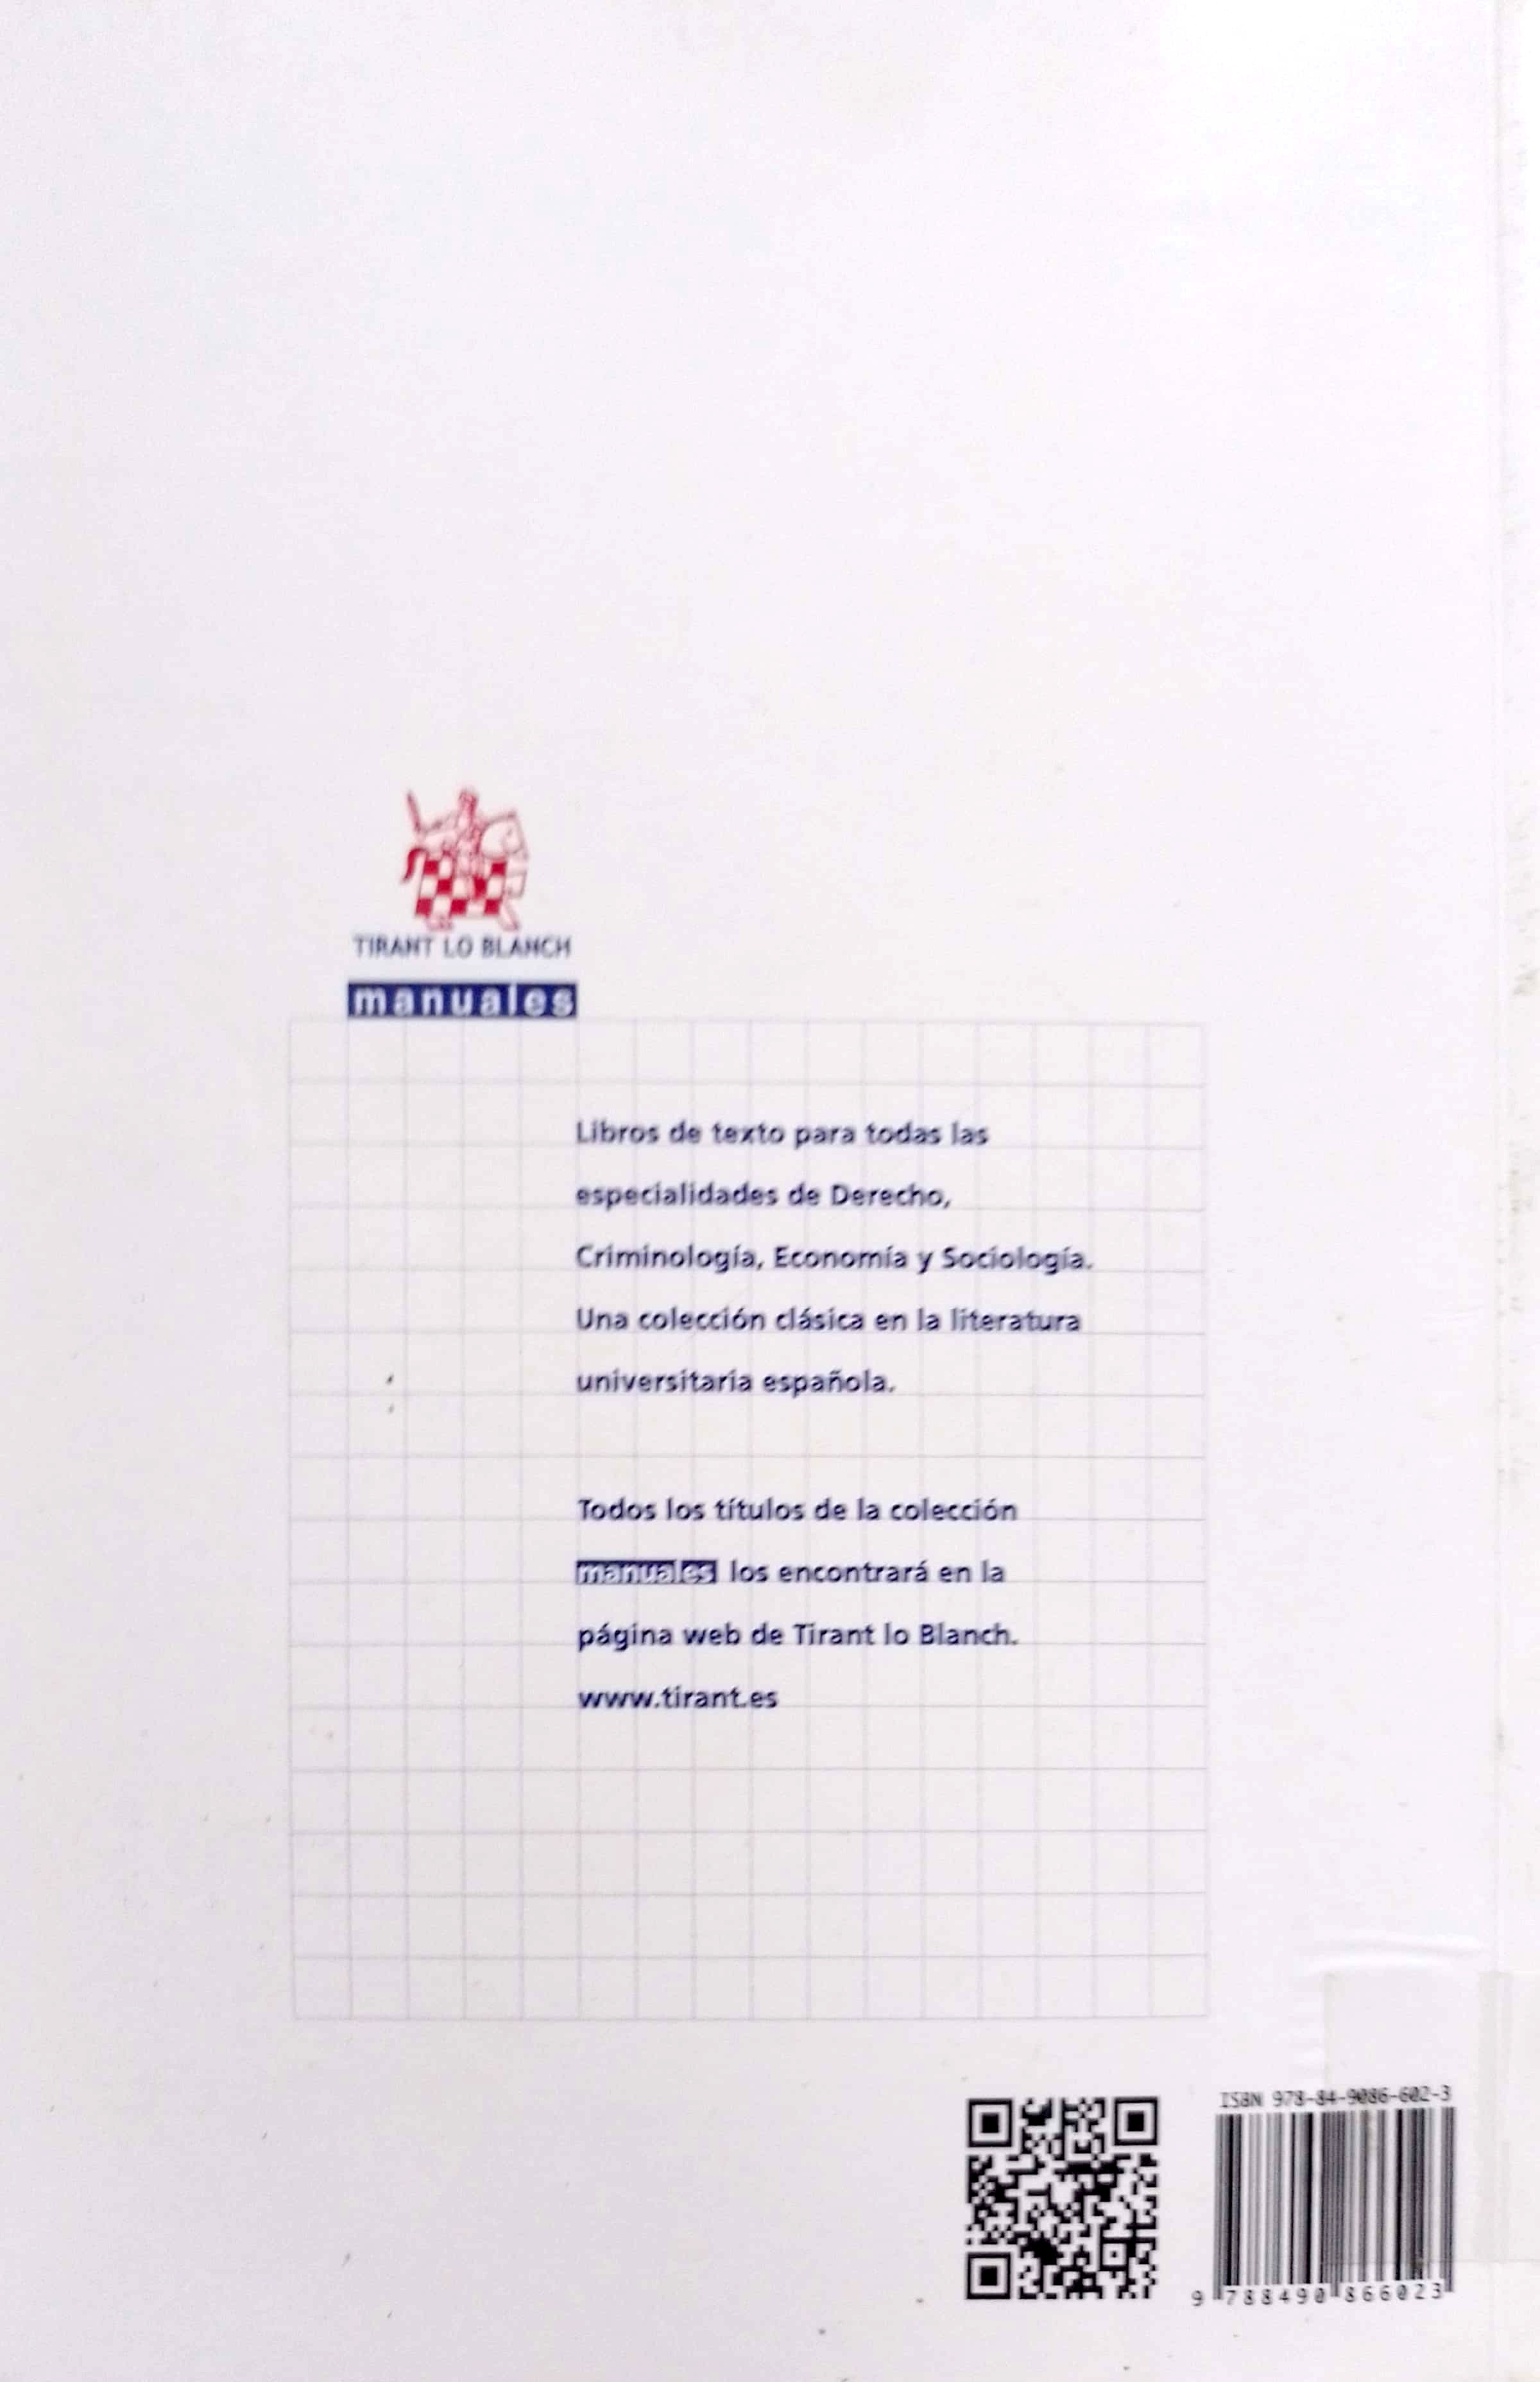 TIRANT LO BLANCH
manuales
Libros de texto para todas las
especialidades de Derecho,
Criminología, Economía y Sociología.
Una colección clásica en la literatura
universitaria española.
Todos los títulos de la colección
manuales los encontrará en la
página web de Tirant lo Blanch.
www.tirant.es
ISBN 978-84-9086-602-3
9 788490 866023